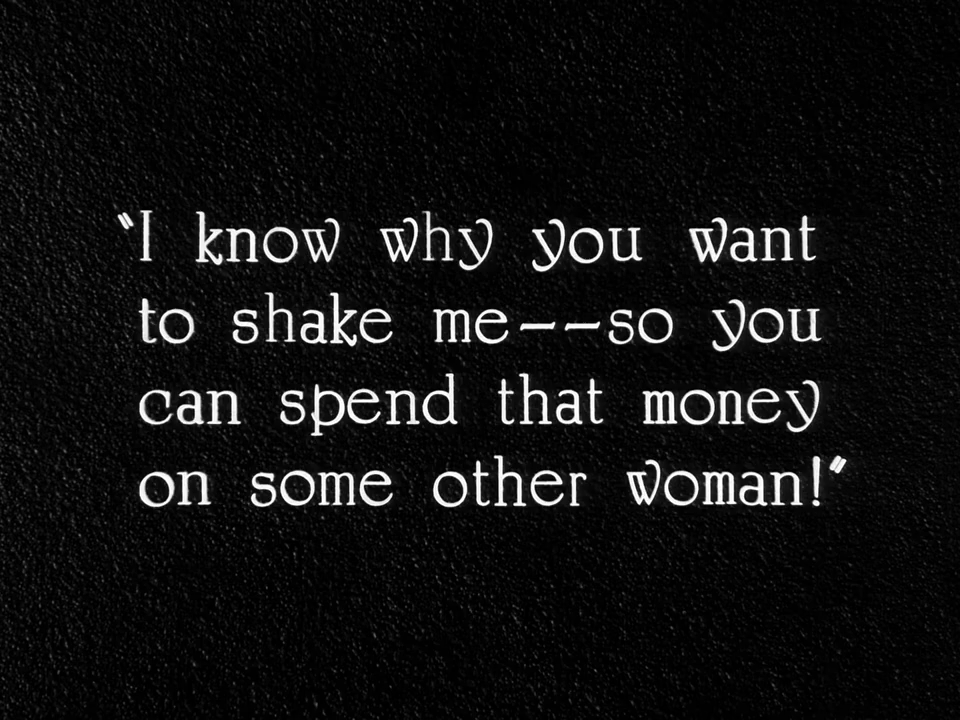 "I know why you want
to shake me--so you
can spend that money
on some other woman!"